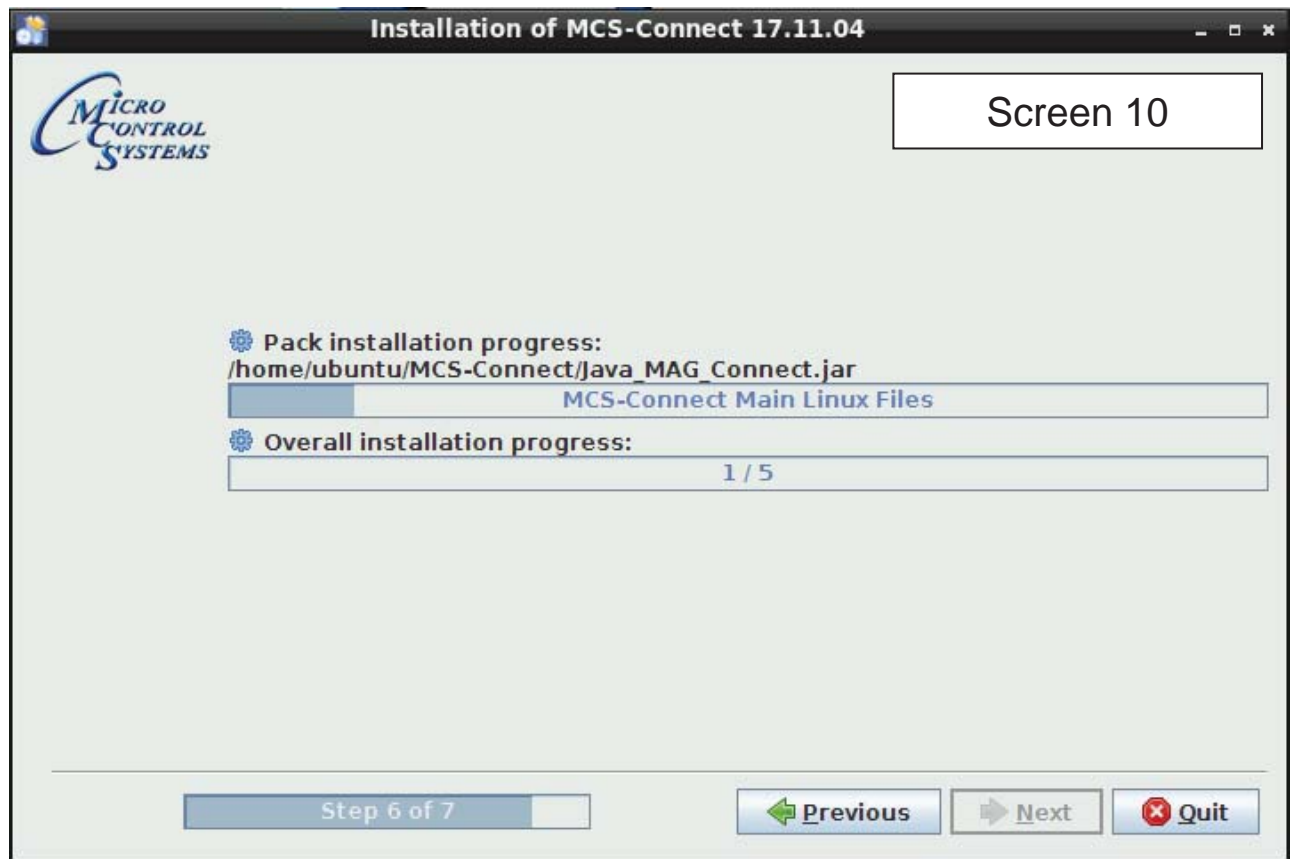 Installation of MCS-Connect 17.11.04
MICRO
CONTROL
SYSTEMS
Screen 10
Pack installation progress:
/home/ubuntu/MCS-Connect/Java_MAG_Connect.jar
MCS-Connect Main Linux Files
Overall installation progress:
1 / 5
Step 6 of 7
Previous
Next
Quit